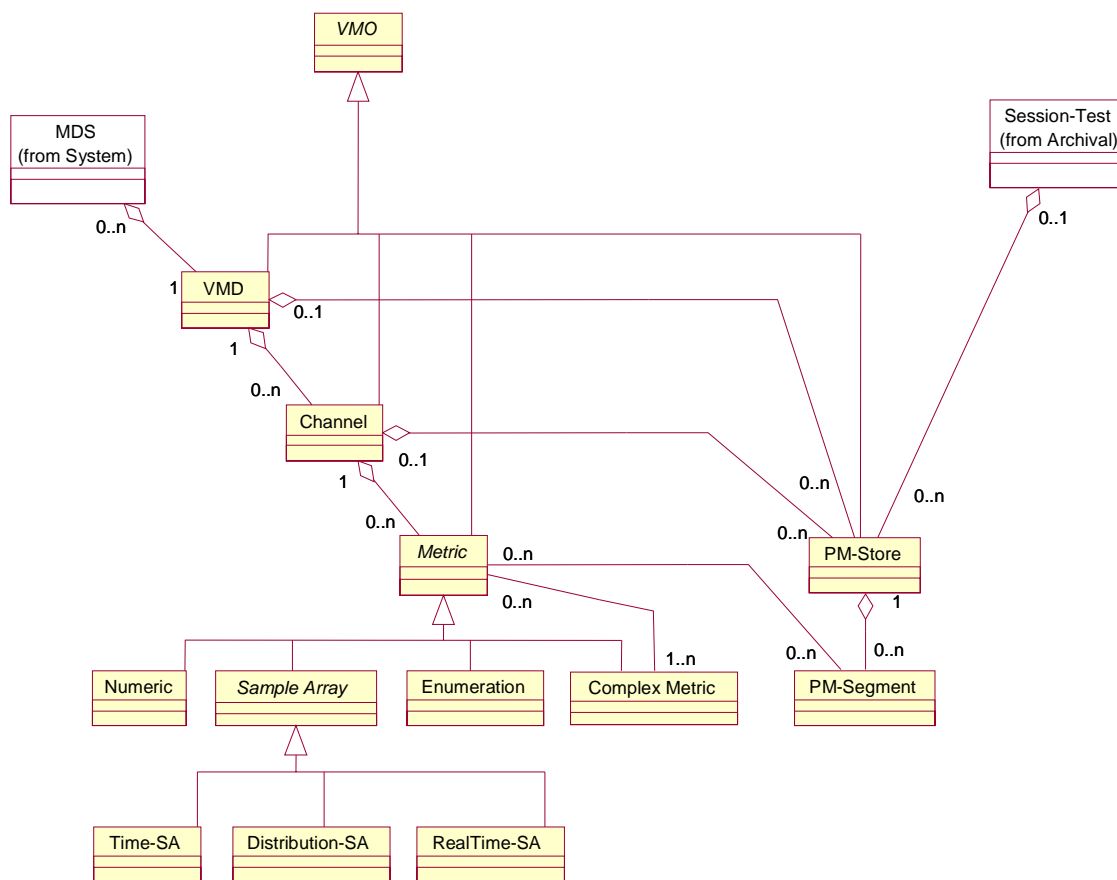 VMO
MDS
(from System)
Session-Test
(from Archival)
0..n
0..1
1
VMD
0..1
1
0..n
Channel
0..1
1
0..n
0..n
0..n
0..n
Metric
0..n
PM-Store
0..n
1
1..n
0..n
0..n
Numeric
Sample Array
Enumeration
Complex Metric
PM-Segment
Time-SA
Distribution-SA
RealTime-SA